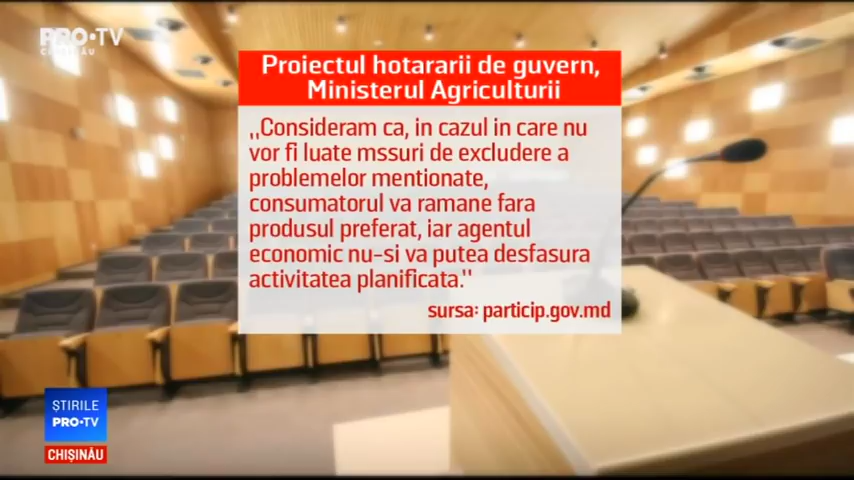 PRO•TV
CHIȘINĂU
Proiectul hotararii de guvern,
Ministerul Agriculturii
,,Consideram ca, in cazul in care nu
vor fi luate mssuri de excludere a
problemelor mentionate,
consumatorul va ramane fara
produsul preferat, iar agentul
economic nu-si va putea desfasura
activitatea planificata."
sursa: particip.gov.md
ȘTIRILE
PRO•TV
CHIȘINĂU